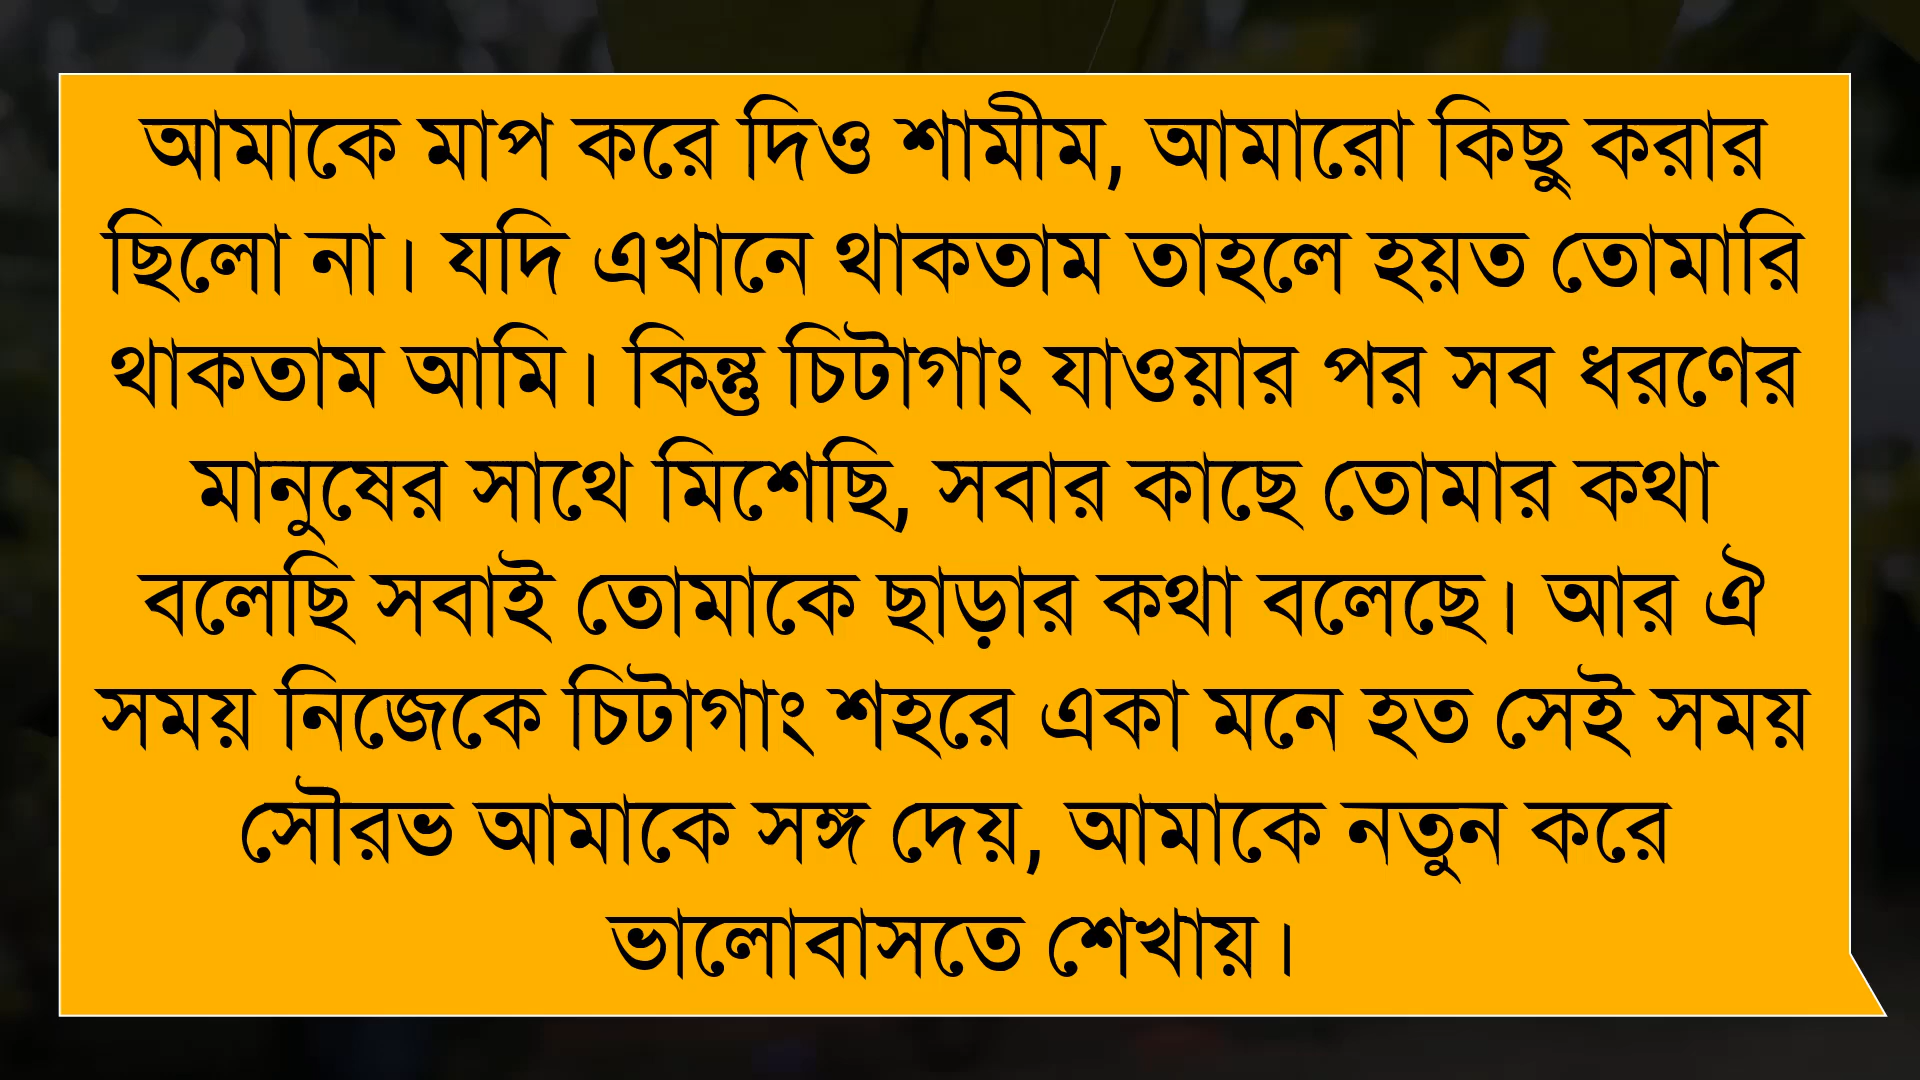 আমাকে মাপ করে দিও শামীম, আমারো কিছু করার
ছিলো না। যদি এখানে থাকতাম তাহলে হয়ত তোমারি
থাকতাম আমি। কিন্তু চিটাগাং যাওয়ার পর সব ধরণের
মানুষের সাথে মিশেছি, সবার কাছে তোমার কথা
বলেছি সবাই তোমাকে ছাড়ার কথা বলেছে। আর ঐ
সময় নিজেকে চিটাগাং শহরে একা মনে হত সেই সময়
সৌরভ আমাকে সঙ্গ দেয়, আমাকে নতুন করে
ভালোবাসতে শেখায়।